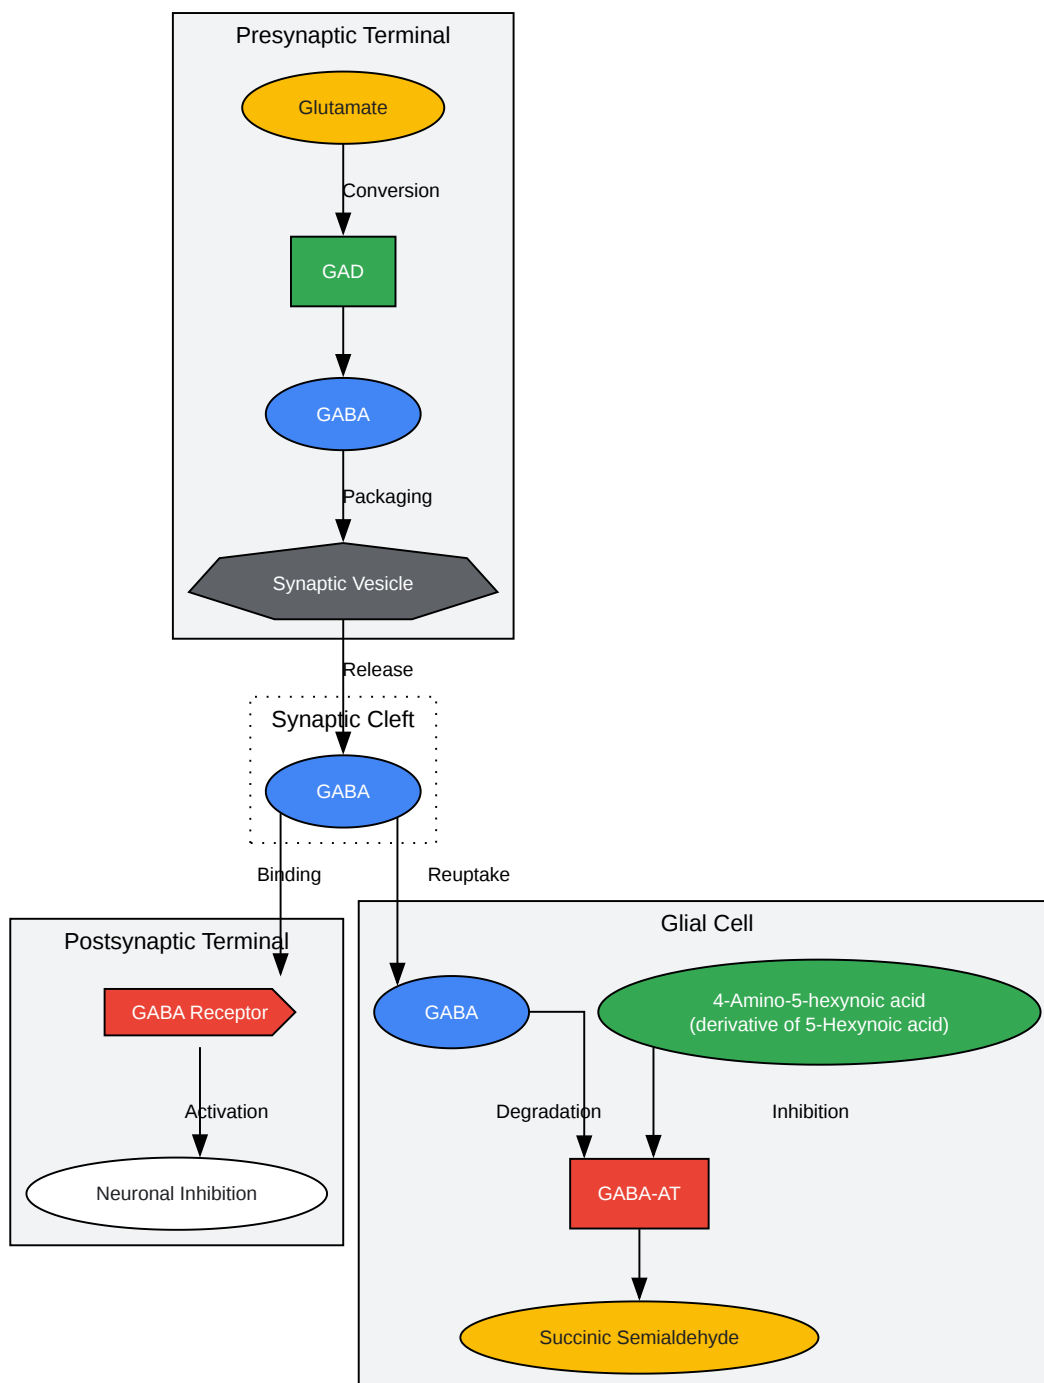 Presynaptic Terminal
Glutamate
Conversion
GAD
GABA
Packaging
Synaptic Vesicle
Release
Synaptic Cleft
GABA
Binding
Reuptake
Postsynaptic Terminal
GABA Receptor
Activation
Neuronal Inhibition
Glial Cell
GABA
4-Amino-5-hexynoic acid
(derivative of 5-Hexynoic acid)
Degradation
Inhibition
GABA-AT
Succinic Semialdehyde